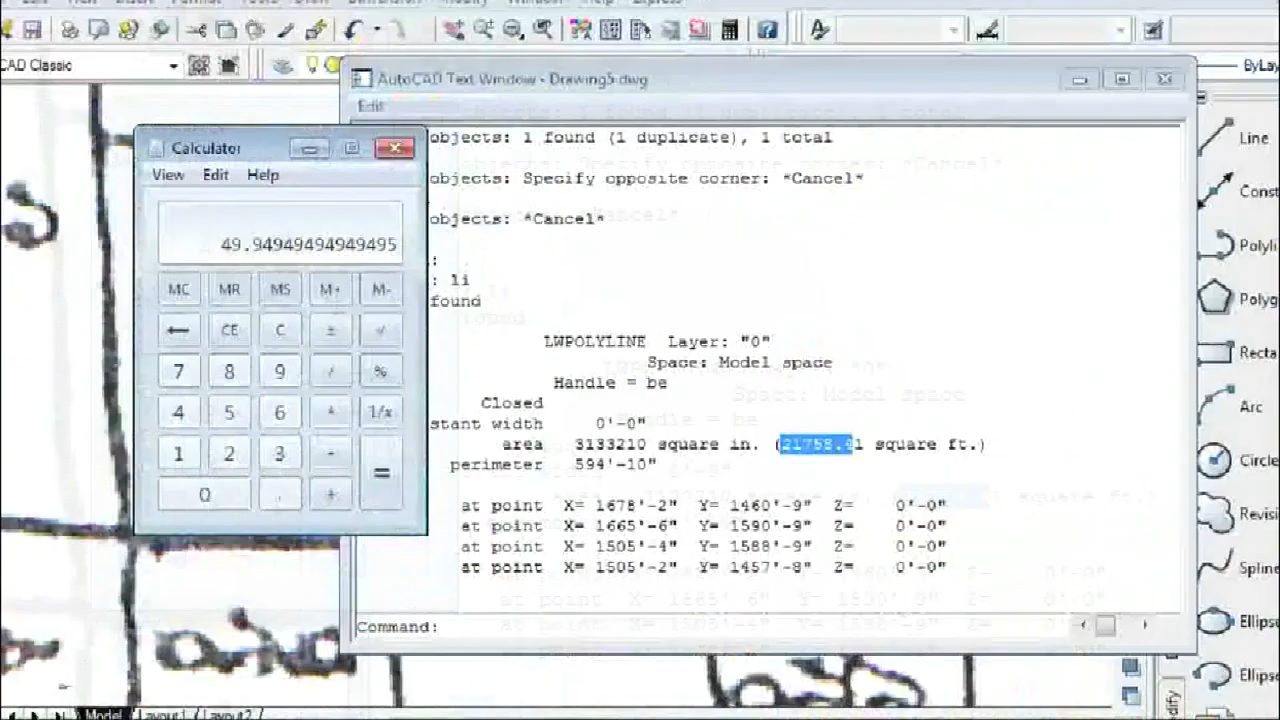 CAD Classic
ByLay
AutoCAD Text Window - Drawing5.dwg
Edit
objects: 1 found (1 duplicate), 1 total
objects: Specify opposite corner: *Cancel*
objects: *Cancel*
:
: li
found
LWPOLYLINE Layer: "0"
Space: Model space
Handle = be
Closed
stant width 0'-0"
area 3133210 square in. (21758.41 square ft.)
perimeter 594'-10"
at point X= 1678'-2" Y= 1460'-9" Z= 0'-0"
at point X= 1665'-6" Y= 1590'-9" Z= 0'-0"
at point X= 1505'-4" Y= 1588'-9" Z= 0'-0"
at point X= 1505'-2" Y= 1457'-8" Z= 0'-0"
Command:
Calculator
View Edit Help
49.94949494949495
MC MR MS M+ M-
← CE C ± √
7 8 9 / %
4 5 6 * 1/x
1 2 3 - =
0 . +
Line
Const
Polyli
Polyg
Recta
Arc
Circle
Revisi
Spline
Ellips
Ellips
odify
Model Layout1 Layout2